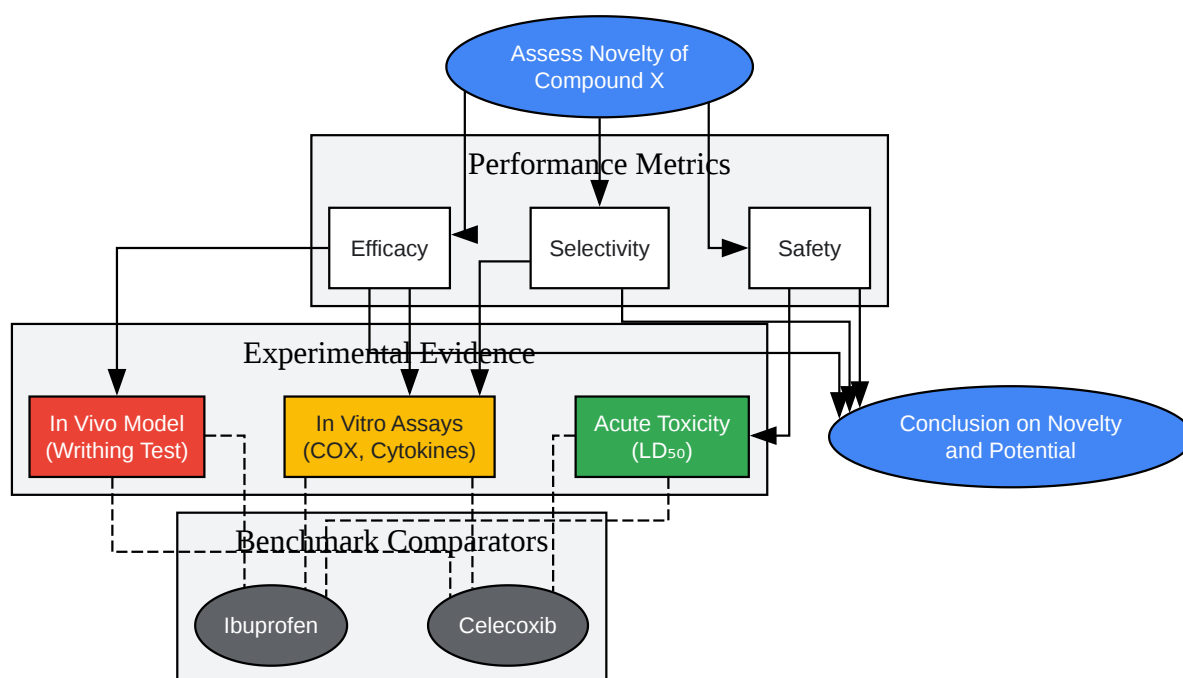 Assess Novelty of
Compound X
Performance Metrics
Efficacy
Selectivity
Safety
Experimental Evidence
In Vivo Model
(Writhing Test)
In Vitro Assays
(COX, Cytokines)
Acute Toxicity
(LD₅₀)
Conclusion on Novelty
and Potential
Benchmark Comparators
Ibuprofen
Celecoxib